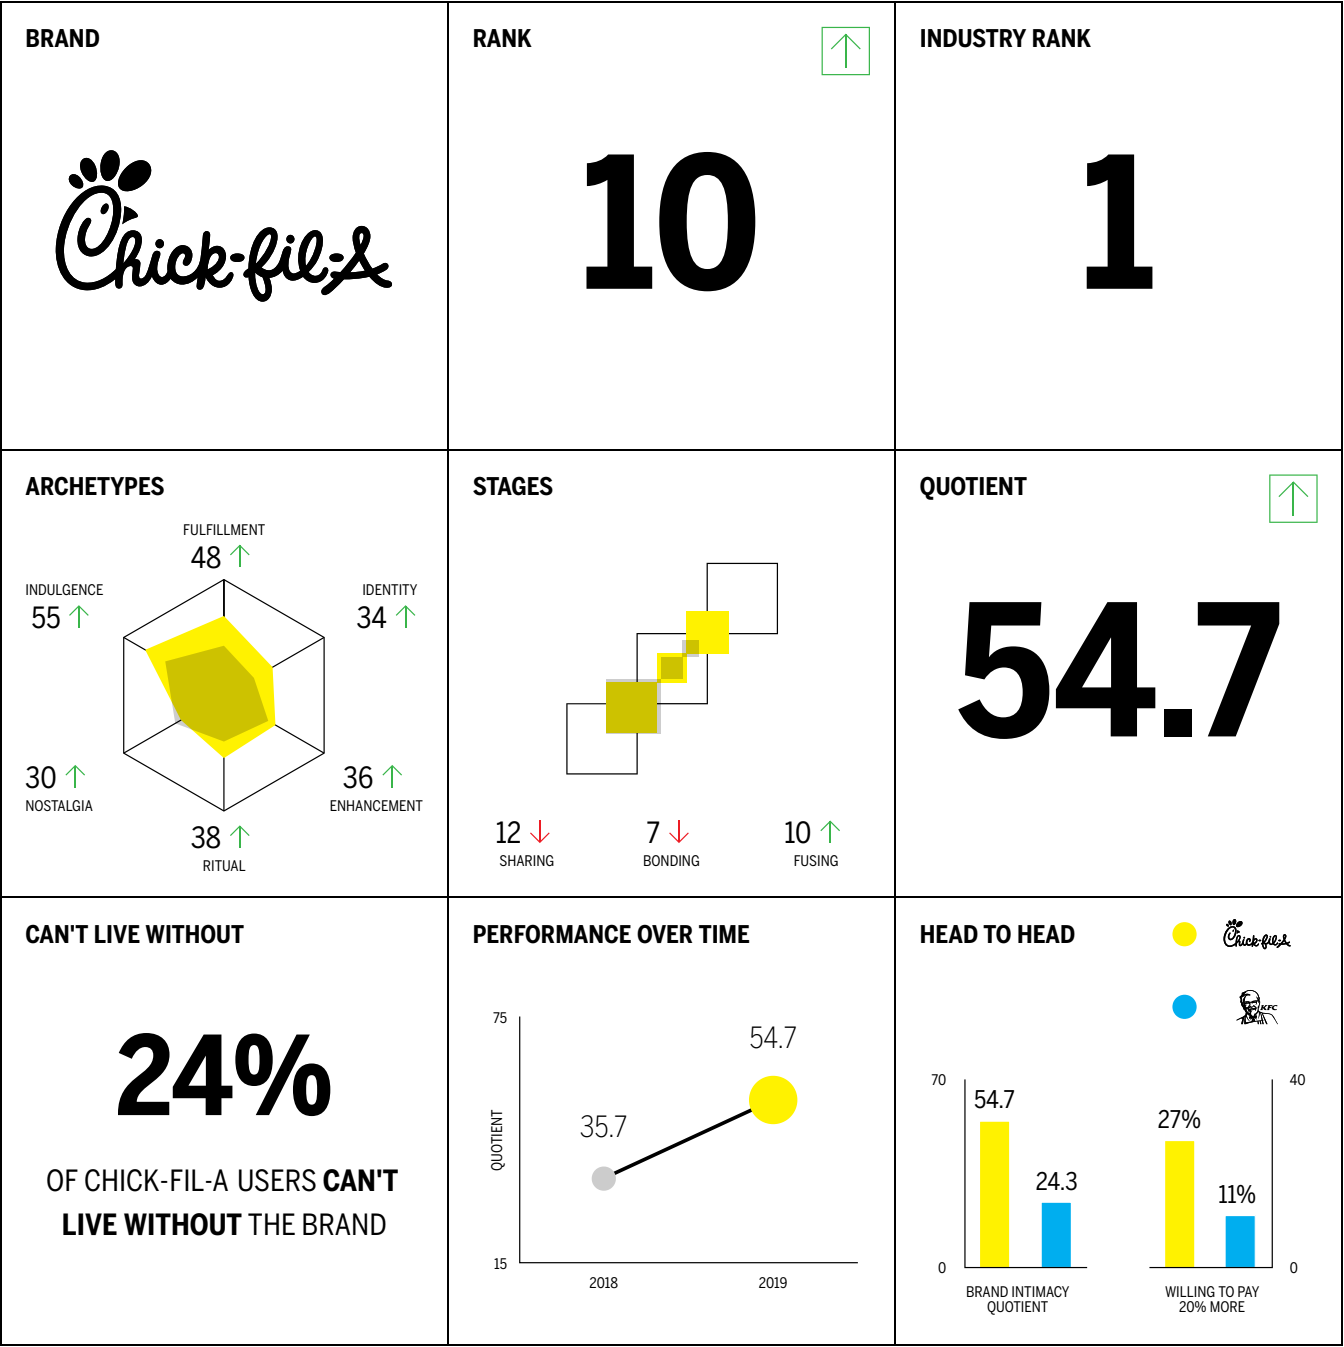 BRAND
Chick-fil-A
RANK
10
INDUSTRY RANK
1
ARCHETYPES
FULFILLMENT
48
INDULGENCE
55
IDENTITY
34
30
NOSTALGIA
36
ENHANCEMENT
38
RITUAL
STAGES
12
SHARING
7
BONDING
10
FUSING
QUOTIENT
54.7
CAN'T LIVE WITHOUT
24%
OF CHICK-FIL-A USERS CAN'T
LIVE WITHOUT THE BRAND
PERFORMANCE OVER TIME
75
QUOTIENT
15
35.7
54.7
2018
2019
HEAD TO HEAD
Chick-fil-A
KFC
70
0
54.7
24.3
BRAND INTIMACY
QUOTIENT
27%
11%
40
0
WILLING TO PAY
20% MORE